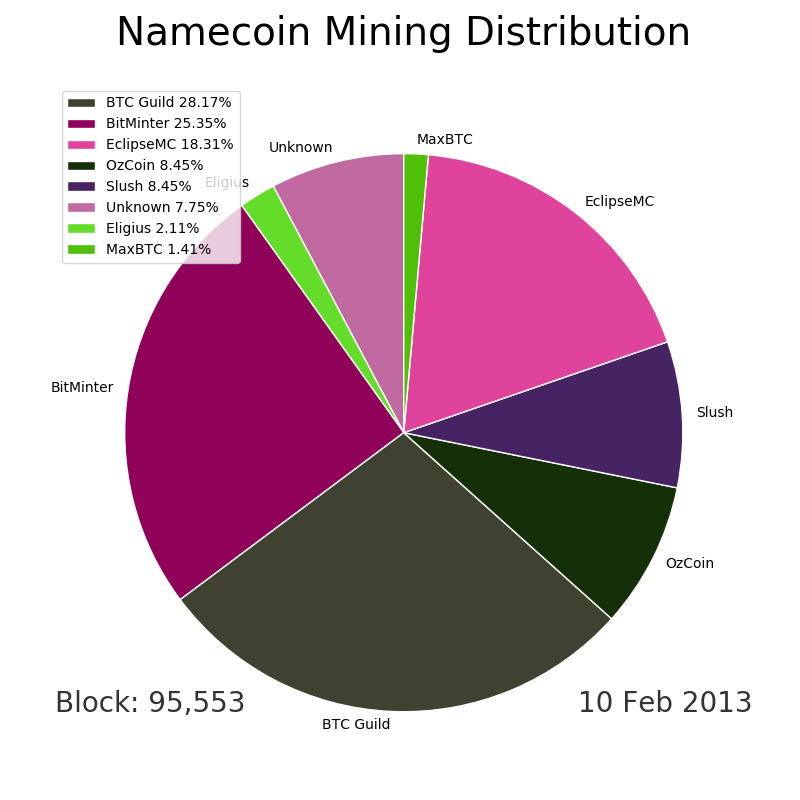 Namecoin Mining Distribution
BTC Guild 28.17%
BitMinter 25.35%
EclipseMC 18.31%
OzCoin 8.45%
Slush 8.45%
Unknown 7.75%
Eligius 2.11%
MaxBTC 1.41%
MaxBTC
Unknown
Eligius
EclipseMC
BitMinter
Slush
OzCoin
BTC Guild
Block: 95,553
10 Feb 2013